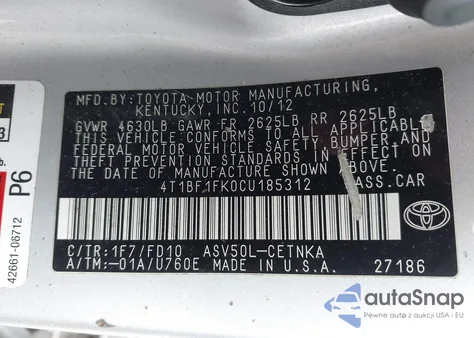 MFD.BY:TOYOTA MOTOR MANUFACTURING,
KENTUCKY, INC. 10/12
GVWR 4630LB GAWR FR 2625LB RR 2625LB
THIS VEHICLE CONFORMS TO ALL APPLICABLE
FEDERAL MOTOR VEHICLE SAFETY, BUMPER, AND
THEFT PREVENTION STANDARDS IN EFFECT ON
THE DATE OF MANUFACTURE SHOWN ABOVE.
4T1BF1FK0CU185312 PASS.CAR
C/TR:1F7/FD10 ASV50L-CETNKA
A/TM:-01A/U760E MADE IN U.S.A. 27186
TOYOTA
P6
42661-06712
autaSnap
Pewne auta z aukcji USA i EU